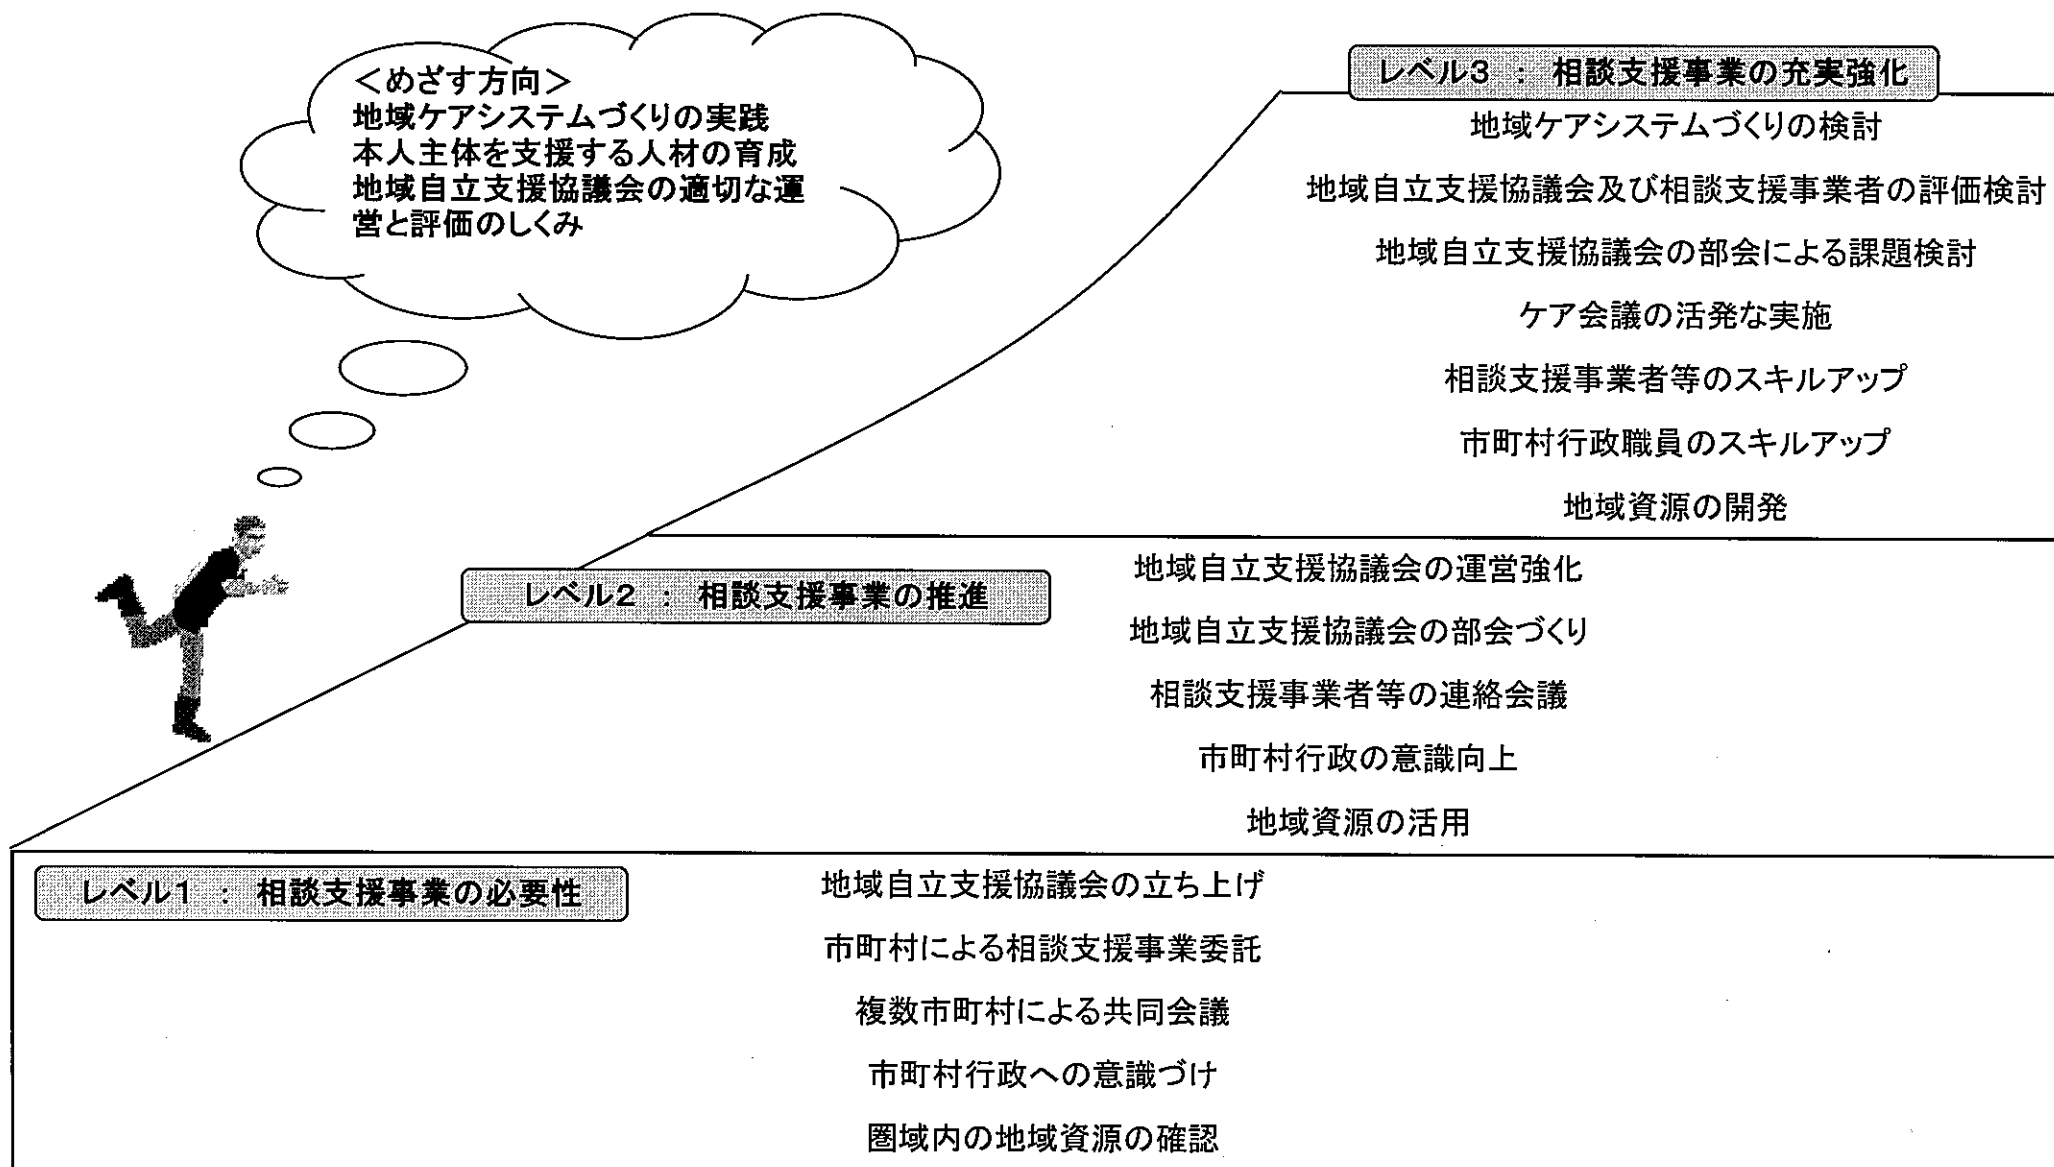 ＜めざす方向＞
地域ケアシステムづくりの実践
本人主体を支援する人材の育成
地域自立支援協議会の適切な運
営と評価のしくみ
レベル３ ： 相談支援事業の充実強化
地域ケアシステムづくりの検討
地域自立支援協議会及び相談支援事業者の評価検討
地域自立支援協議会の部会による課題検討
ケア会議の活発な実施
相談支援事業者等のスキルアップ
市町村行政職員のスキルアップ
地域資源の開発
レベル２ ： 相談支援事業の推進
地域自立支援協議会の運営強化
地域自立支援協議会の部会づくり
相談支援事業者等の連絡会議
市町村行政の意識向上
地域資源の活用
レベル１ ： 相談支援事業の必要性
地域自立支援協議会の立ち上げ
市町村による相談支援事業委託
複数市町村による共同会議
市町村行政への意識づけ
圏域内の地域資源の確認